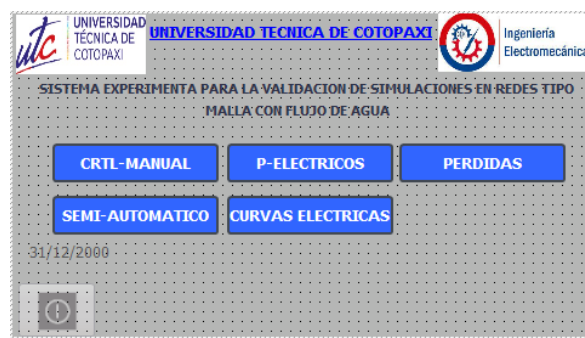 UNIVERSIDAD
TÉCNICA DE
COTOPAXI
UNIVERSIDAD TECNICA DE COTOPAXI
Ingeniería
Electromecánica
SISTEMA EXPERIMENTA PARA LA VALIDACION DE SIMULACIONES EN REDES TIPO
MALLA CON FLUJO DE AGUA
CRTL-MANUAL
P-ELECTRICOS
PERDIDAS
SEMI-AUTOMATICO
CURVAS ELECTRICAS
31/12/2000